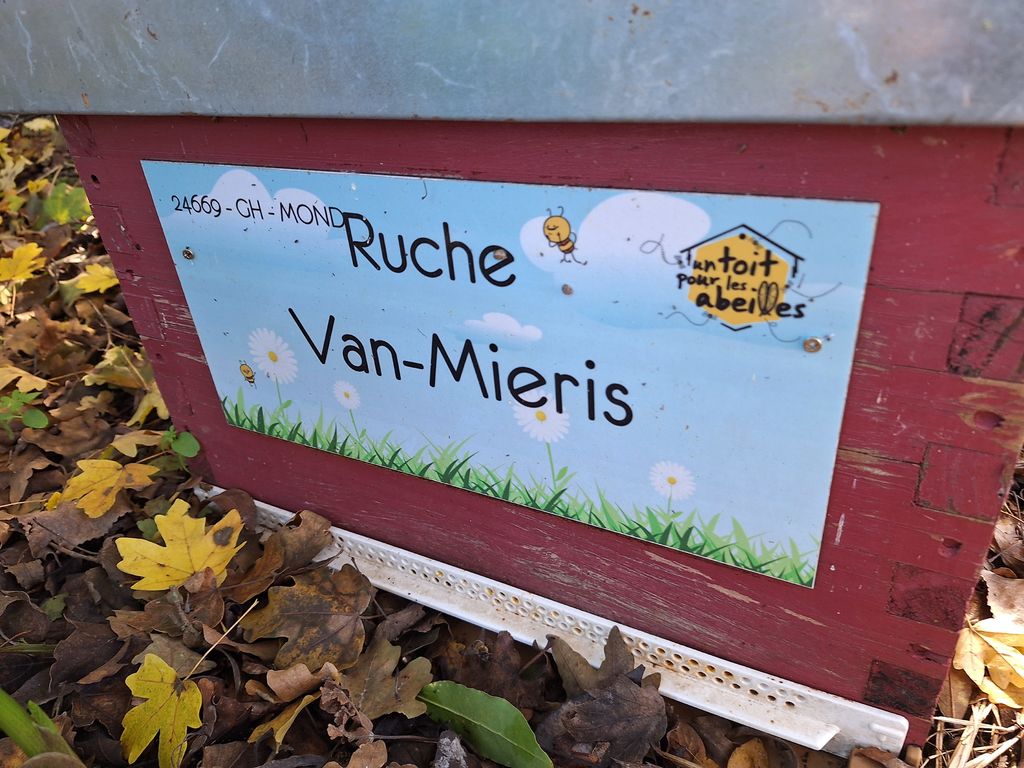 24669 - GH - MOND
Ruche
Van-Mieris
un toit
pour les
abeilles